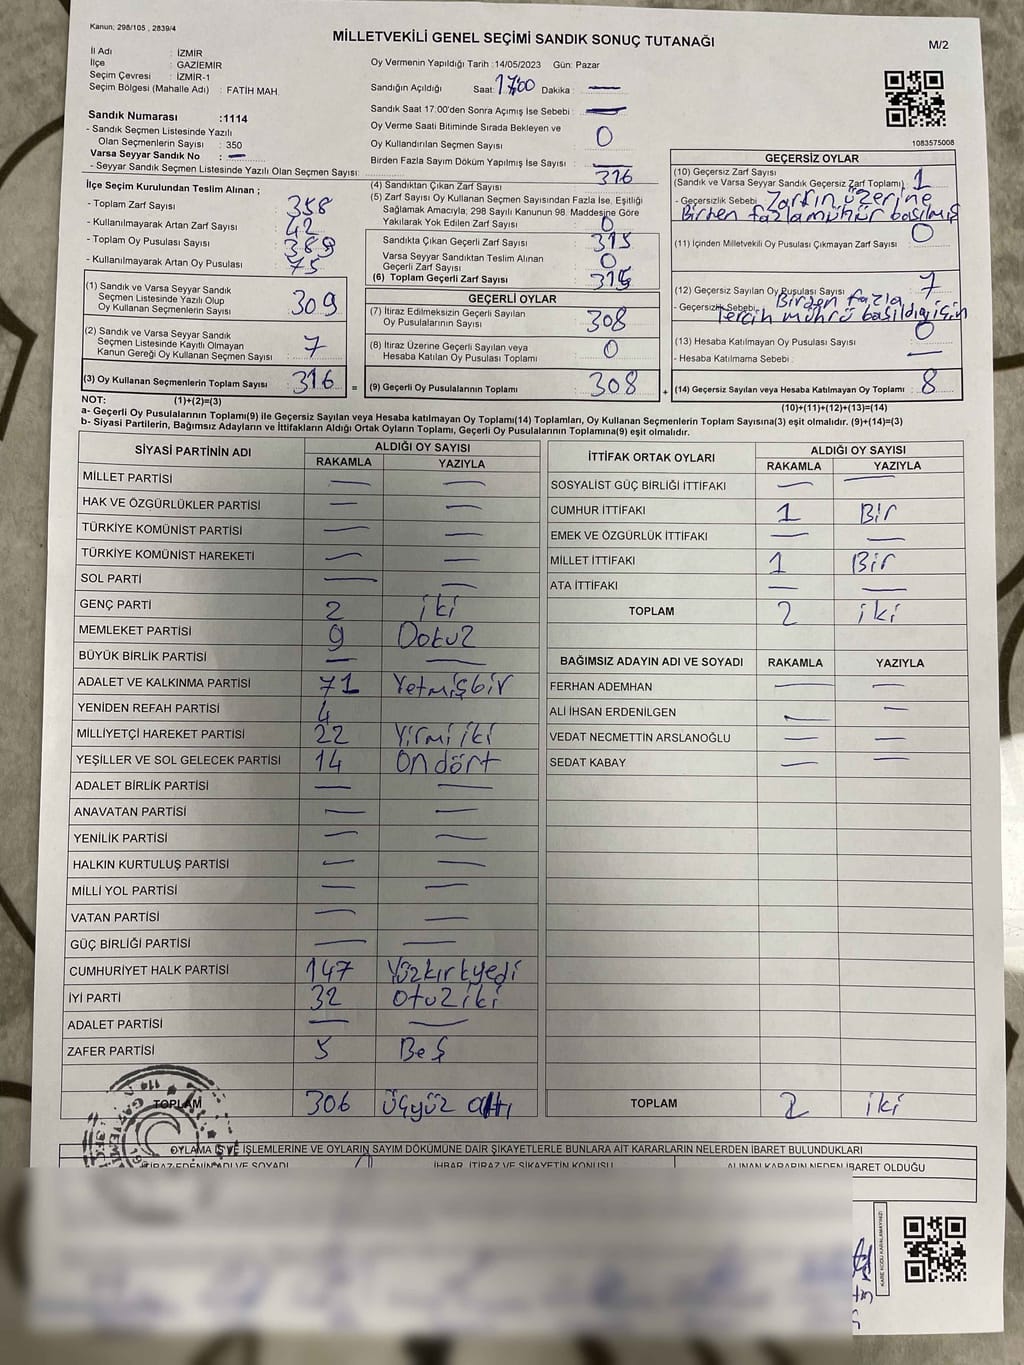 Kanun: 298/105 , 2839/4
MİLLETVEKİLİ GENEL SEÇİMİ SANDIK SONUÇ TUTANAĞI
M/2
İl Adı : İZMİR
İlçe : GAZİEMİR
Seçim Çevresi : İZMİR-1
Seçim Bölgesi (Mahalle Adı) : FATİH MAH.
Oy Vermenin Yapıldığı Tarih :14/05/2023 Gün: Pazar
Sandığın Açıldığı Saat: 17:00 Dakika : —
Sandık Saat 17:00'den Sonra Açımış İse Sebebi : —
Oy Verme Saati Bitiminde Sırada Bekleyen ve
Oy Kullandırılan Seçmen Sayısı : 0
Birden Fazla Sayım Döküm Yapılmış İse Sayısı : —
Sandık Numarası :1114
- Sandık Seçmen Listesinde Yazılı
Olan Seçmenlerin Sayısı : 350
Varsa Seyyar Sandık No : —
- Seyyar Sandık Seçmen Listesinde Yazılı Olan Seçmen Sayısı:
1083575008
İlçe Seçim Kurulundan Teslim Alınan ;
- Toplam Zarf Sayısı : 358
- Kullanılmayarak Artan Zarf Sayısı : 42
- Toplam Oy Pusulası Sayısı : 389
- Kullanılmayarak Artan Oy Pusulası : 75
(1) Sandık ve Varsa Seyyar Sandık
Seçmen Listesinde Yazılı Olup
Oy Kullanan Seçmenlerin Sayısı : 309
(2) Sandık ve Varsa Seyyar Sandık
Seçmen Listesinde Kayıtlı Olmayan
Kanun Gereği Oy Kullanan Seçmen Sayısı : 7
(3) Oy Kullanan Seçmenlerin Toplam Sayısı : 316
(4) Sandıktan Çıkan Zarf Sayısı : 316
(5) Zarf Sayısı Oy Kullanan Seçmen Sayısından Fazla İse, Eşitliği
Sağlamak Amacıyla; 298 Sayılı Kanunun 98. Maddesine Göre
Yakılarak Yok Edilen Zarf Sayısı : 0
Sandıkta Çıkan Geçerli Zarf Sayısı : 315
Varsa Seyyar Sandıktan Teslim Alınan
Geçerli Zarf Sayısı : 0
(6) Toplam Geçerli Zarf Sayısı : 315
GEÇERLİ OYLAR
(7) İtiraz Edilmeksizin Geçerli Sayılan
Oy Pusulalarının Sayısı : 308
(8) İtiraz Üzerine Geçerli Sayılan veya
Hesaba Katılan Oy Pusulası Toplamı : 0
= (9) Geçerli Oy Pusulalarının Toplamı : 308
GEÇERSİZ OYLAR
(10) Geçersiz Zarf Sayısı
(Sandık ve Varsa Seyyar Sandık Geçersiz Zarf Toplamı) : 1
- Geçersizlik Sebebi : Zarfın üzerine
Birden fazla mühür basılmış
(11) İçinden Milletvekili Oy Pusulası Çıkmayan Zarf Sayısı : 0
(12) Geçersiz Sayılan Oy Pusulası Sayısı : 7
- Geçersizlik Sebebi : Birden fazla
tercih mührü basıldığı için
(13) Hesaba Katılmayan Oy Pusulası Sayısı : 0
- Hesaba Katılmama Sebebi : —
+ (14) Geçersiz Sayılan veya Hesaba Katılmayan Oy Toplamı : 8
NOT: (1)+(2)=(3)
(10)+(11)+(12)+(13)=(14)
a- Geçerli Oy Pusulalarının Toplamı(9) ile Geçersiz Sayılan veya Hesaba katılmayan Oy Toplamı(14) Toplamları, Oy Kullanan Seçmenlerin Toplam Sayısına(3) eşit olmalıdır. (9)+(14)=(3)
b- Siyasi Partilerin, Bağımsız Adayların ve İttifakların Aldığı Ortak Oyların Toplamı, Geçerli Oy Pusulalarının Toplamına(9) eşit olmalıdır.
SİYASİ PARTİNİN ADI ALDIĞI OY SAYISI
RAKAMLA YAZIYLA
MİLLET PARTİSİ — —
HAK VE ÖZGÜRLÜKLER PARTİSİ — —
TÜRKİYE KOMÜNİST PARTİSİ — —
TÜRKİYE KOMÜNİST HAREKETİ — —
SOL PARTİ — —
GENÇ PARTİ 2 iki
MEMLEKET PARTİSİ 9 Dokuz
BÜYÜK BİRLİK PARTİSİ — —
ADALET VE KALKINMA PARTİSİ 71 Yetmişbir
YENİDEN REFAH PARTİSİ 4
MİLLİYETÇİ HAREKET PARTİSİ 22 Yirmi iki
YEŞİLLER VE SOL GELECEK PARTİSİ 14 On dört
ADALET BİRLİK PARTİSİ — —
ANAVATAN PARTİSİ — —
YENİLİK PARTİSİ — —
HALKIN KURTULUŞ PARTİSİ — —
MİLLİ YOL PARTİSİ — —
VATAN PARTİSİ — —
GÜÇ BİRLİĞİ PARTİSİ — —
CUMHURİYET HALK PARTİSİ 147 Yüzkırkyedi
İYİ PARTİ 32 Otuz iki
ADALET PARTİSİ — —
ZAFER PARTİSİ 5 Beş
TOPLAM 306 üçyüz altı
İTTİFAK ORTAK OYLARI ALDIĞI OY SAYISI
RAKAMLA YAZIYLA
SOSYALİST GÜÇ BİRLİĞİ İTTİFAKI — —
CUMHUR İTTİFAKI 1 Bir
EMEK VE ÖZGÜRLÜK İTTİFAKI — —
MİLLET İTTİFAKI 1 Bir
ATA İTTİFAKI — —
TOPLAM 2 iki
BAĞIMSIZ ADAYIN ADI VE SOYADI RAKAMLA YAZIYLA
FERHAN ADEMHAN — —
ALİ İHSAN ERDENİLGEN — —
VEDAT NECMETTİN ARSLANOĞLU — —
SEDAT KABAY — —
TOPLAM 2 iki
OYLAMA İŞ VE İŞLEMLERİNE VE OYLARIN SAYIM DÖKÜMÜNE DAİR ŞİKAYETLERLE BUNLARA AİT KARARLARIN NELERDEN İBARET BULUNDUKLARI
İTİRAZ EDENİN ADI VE SOYADI İHBAR, İTİRAZ VE ŞİKAYETİN KONUSU ALINAN KARARIN NEDEN İBARET OLDUĞU
KARE KODU KARALAMAYINIZ!